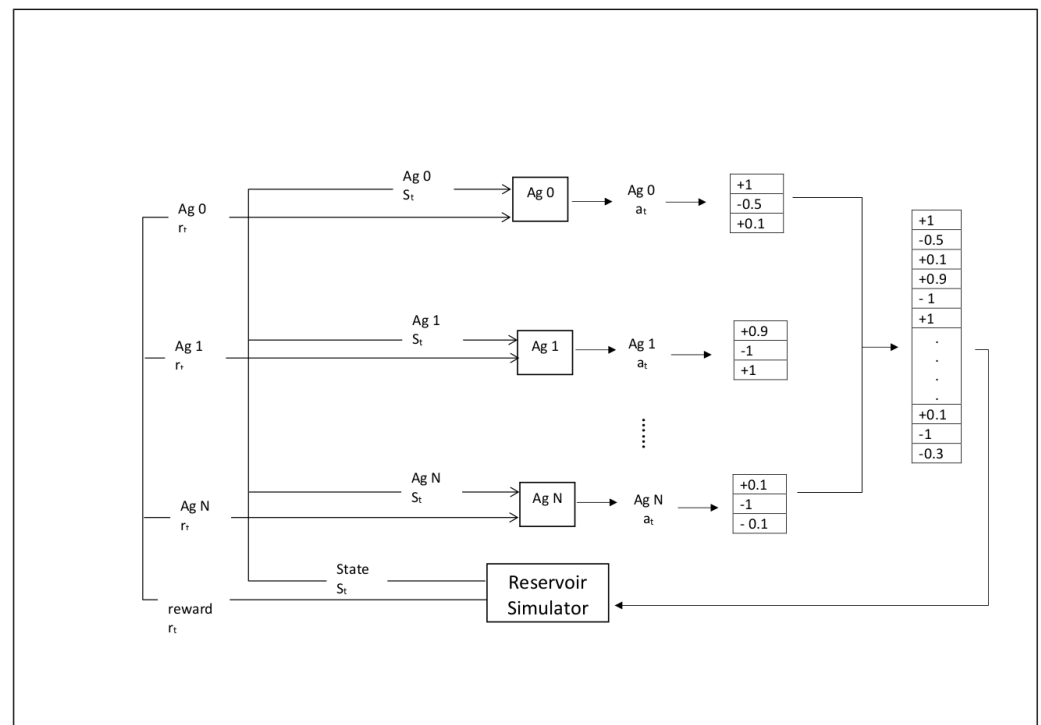 Ag 0
Sₜ
Ag 0
rₜ
Ag 0
Ag 0
aₜ
+1
-0.5
+0.1
Ag 1
Sₜ
Ag 1
rₜ
Ag 1
Ag 1
aₜ
+0.9
-1
+1
......
Ag N
Sₜ
Ag N
rₜ
Ag N
Ag N
aₜ
+0.1
-1
- 0.1
+1
-0.5
+0.1
+0.9
- 1
+1
.
.
.
.
+0.1
-1
-0.3
State
Sₜ
reward
rₜ
Reservoir
Simulator